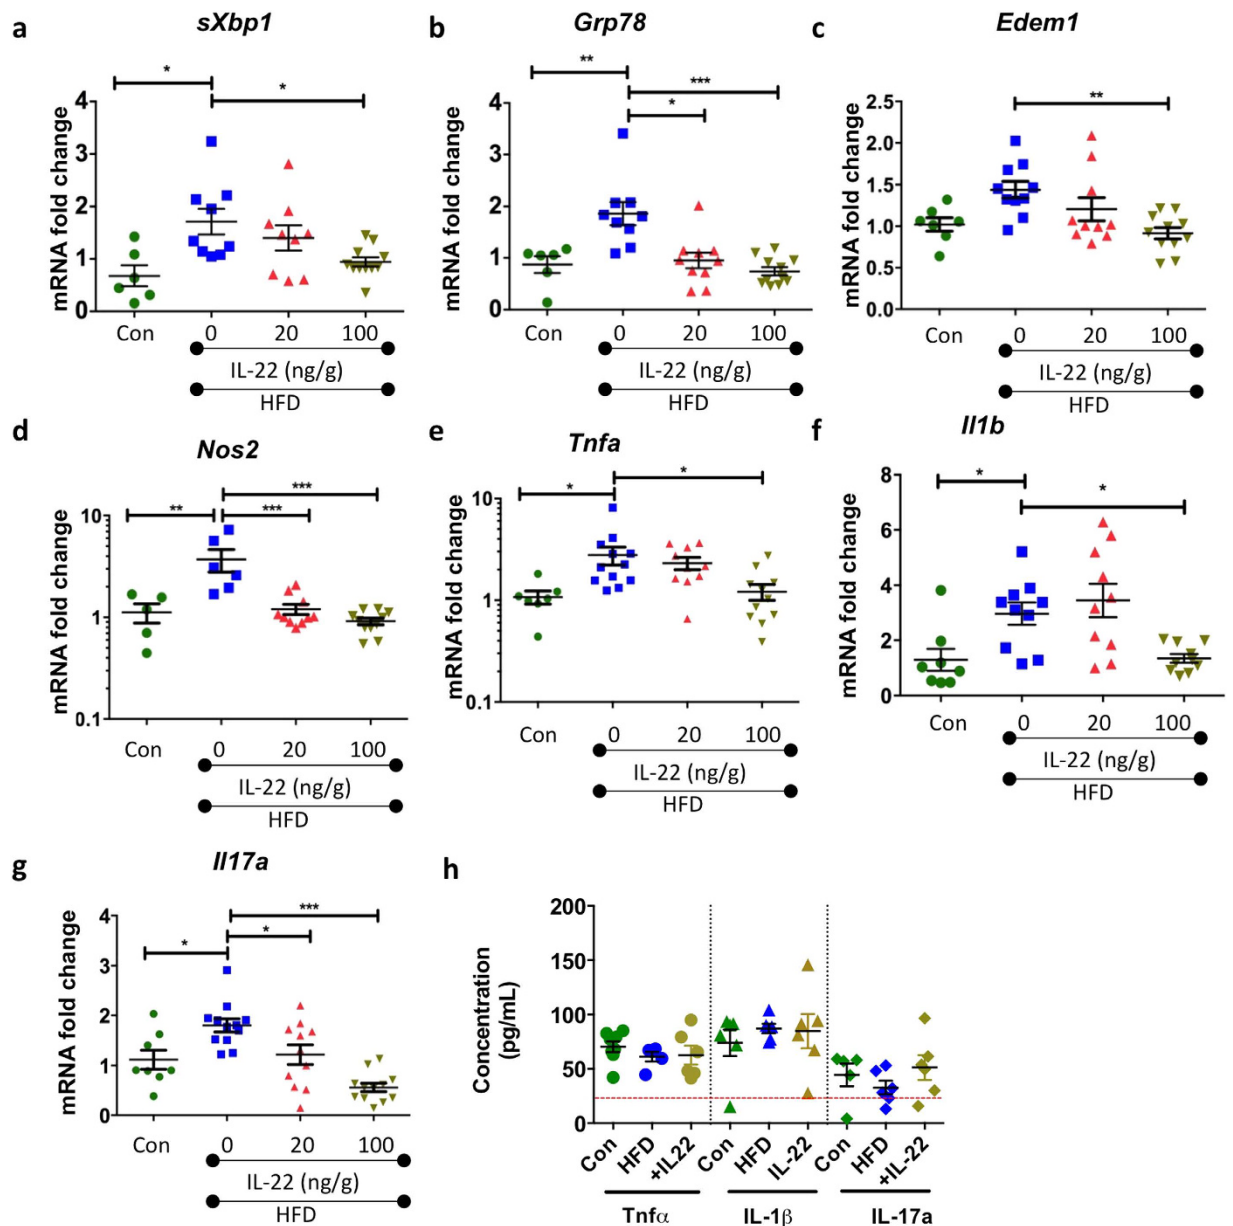 a
sXbp1
*
*
mRNA fold change
4
3
2
1
0
Con
0
20
100
IL-22 (ng/g)
HFD
b
Grp78
**
***
*
mRNA fold change
4
3
2
1
0
Con
0
20
100
IL-22 (ng/g)
HFD
c
Edem1
**
mRNA fold change
2.5
2.0
1.5
1.0
0.5
0.0
Con
0
20
100
IL-22 (ng/g)
HFD
d
Nos2
***
**
***
mRNA fold change
10
1
0.1
Con
0
20
100
IL-22 (ng/g)
HFD
e
Tnfa
*
*
mRNA fold change
10
1
0.1
Con
0
20
100
IL-22 (ng/g)
HFD
f
Il1b
*
*
mRNA fold change
8
6
4
2
0
Con
0
20
100
IL-22 (ng/g)
HFD
g
Il17a
***
*
*
mRNA fold change
4
3
2
1
0
Con
0
20
100
IL-22 (ng/g)
HFD
h
Concentration
(pg/mL)
200
150
100
50
0
Con
HFD
+IL22
Con
HFD
IL-22
Con
HFD
+IL-22
Tnfα
IL-1β
IL-17a